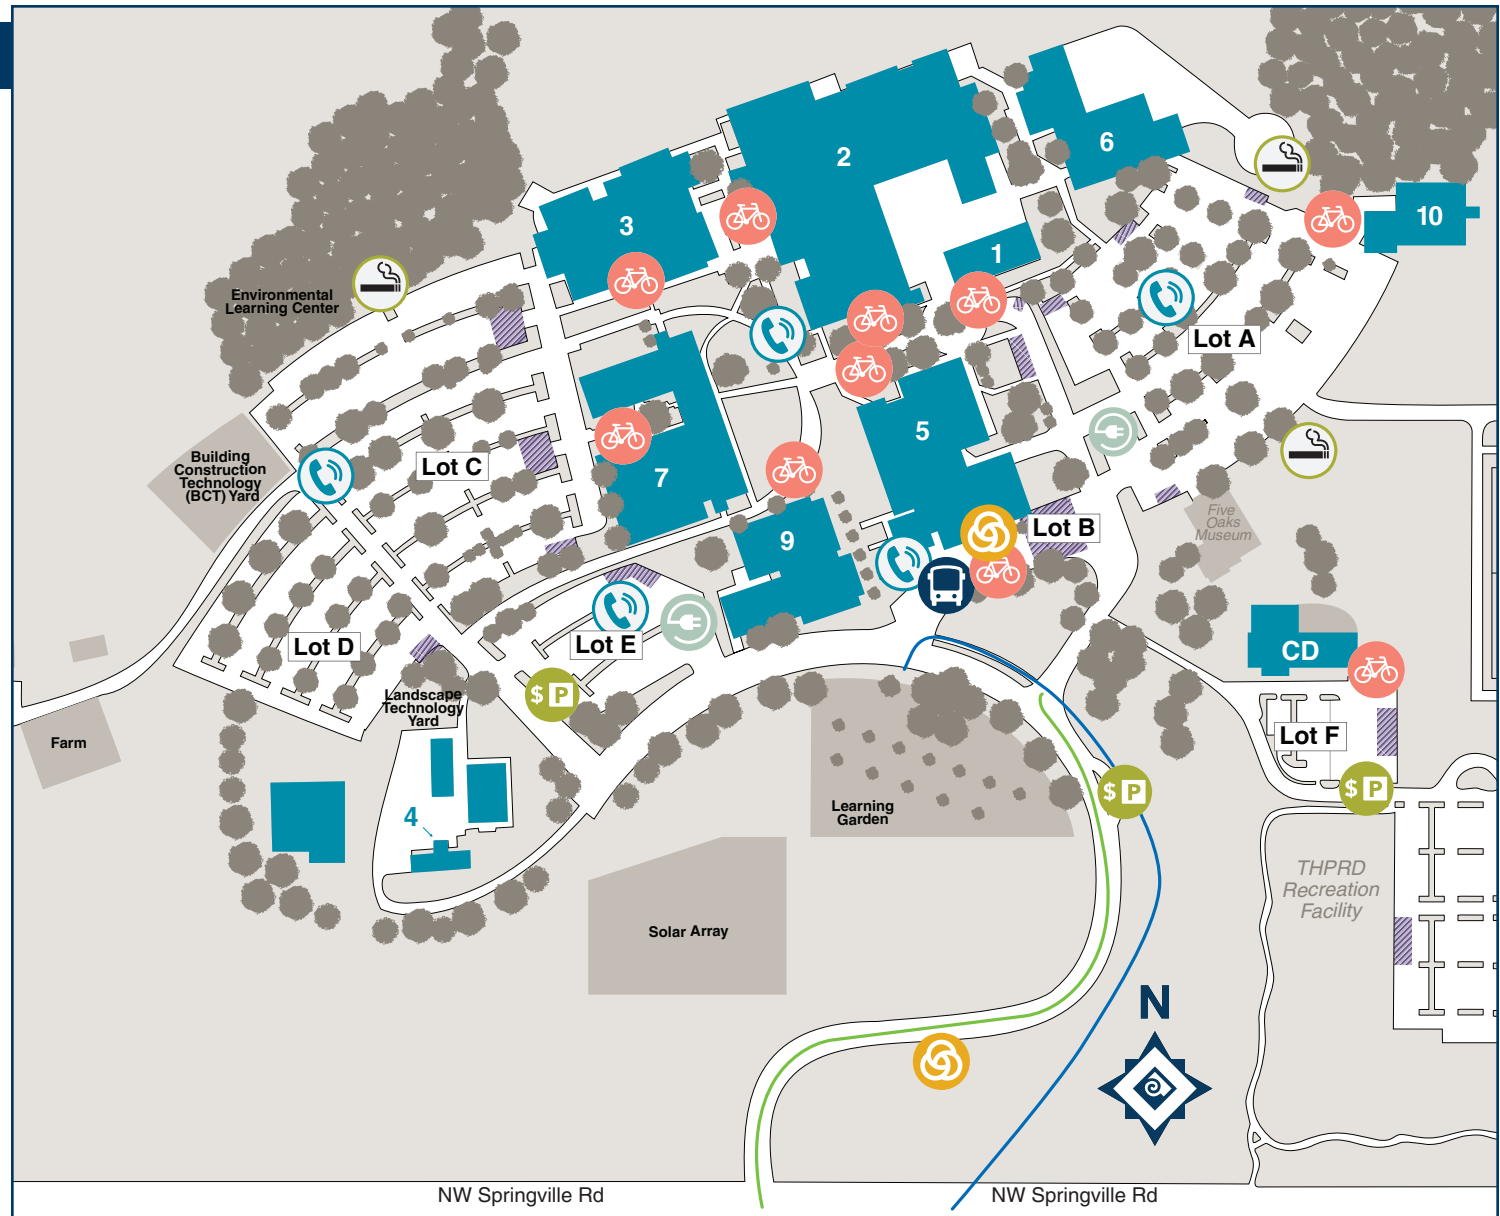 2
6
3
10
1
Environmental
Learning Center
Lot A
5
Building
Construction
Technology
(BCT) Yard
Lot C
7
Five
Oaks
Museum
Lot B
9
Lot D
Lot E
CD
$ P
Landscape
Technology
Yard
Farm
Lot F
$ P
$ P
4
Learning
Garden
THPRD
Recreation
Facility
Solar Array
N
NW Springville Rd
NW Springville Rd